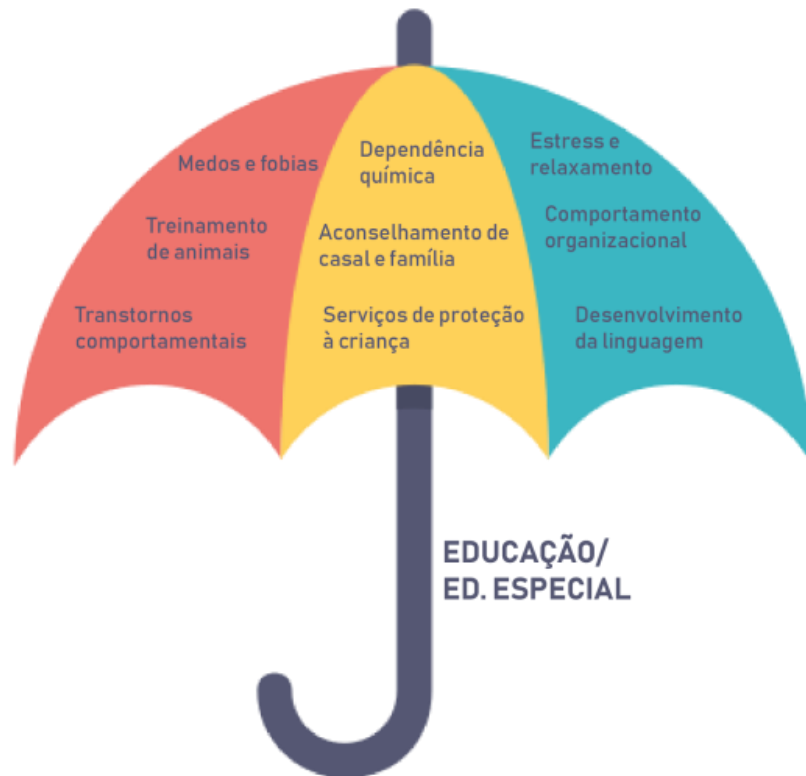 Medos e fobias
Treinamento
de animais
Transtornos
comportamentais
Dependência
química
Aconselhamento de
casal e família
Serviços de proteção
à criança
Estress e
relaxamento
Comportamento
organizacional
Desenvolvimento
da linguagem
EDUCAÇÃO/
ED. ESPECIAL